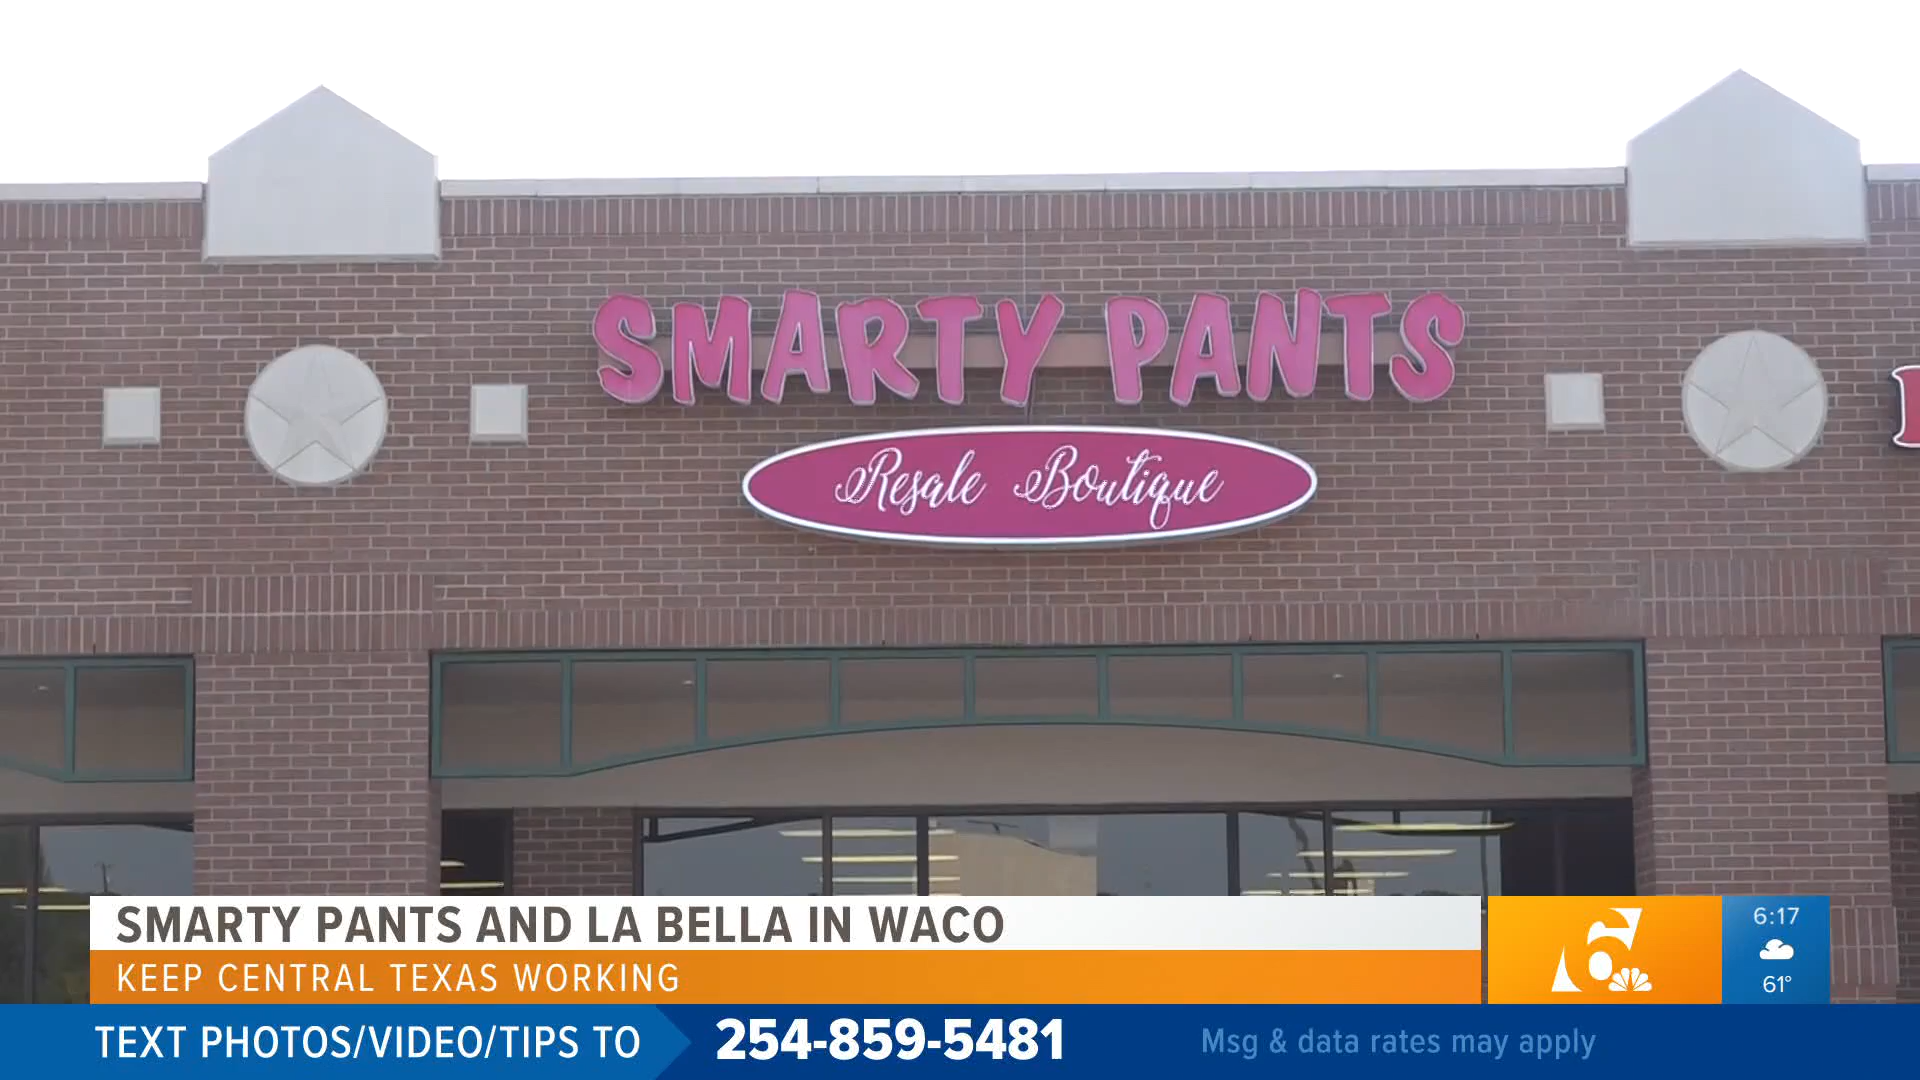 SMARTY PANTS
Resale Boutique
SMARTY PANTS AND LA BELLA IN WACO
KEEP CENTRAL TEXAS WORKING
6
6:17
61°
TEXT PHOTOS/VIDEO/TIPS TO 254-859-5481 Msg & data rates may apply